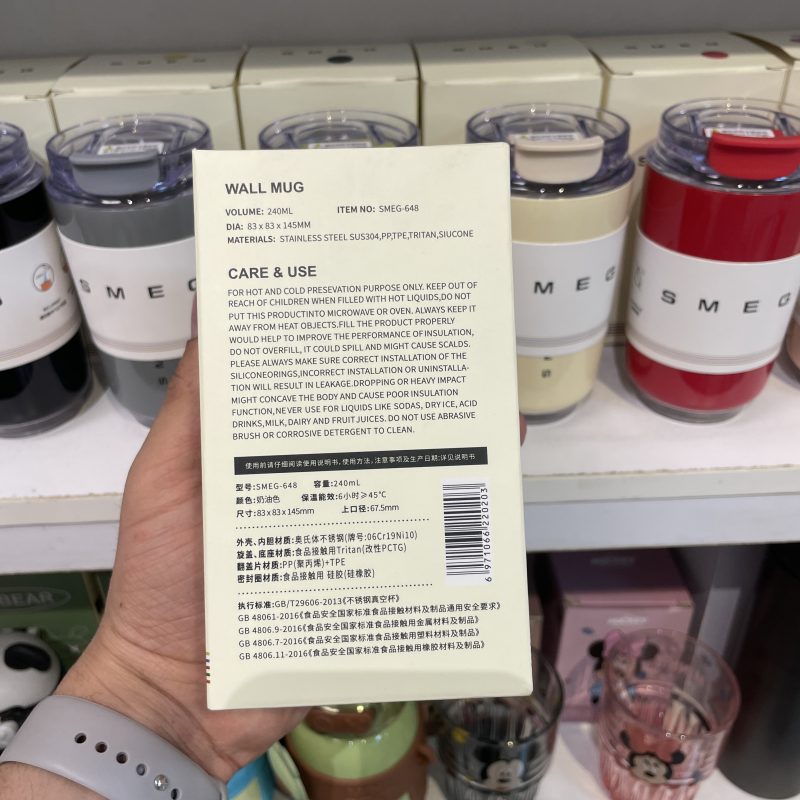 SMEG
SMEG
M E G
SMEG
WALL MUG
VOLUME: 240ML ITEM NO: SMEG-648
DIA: 83 x 83 x 145MM
MATERIALS: STAINLESS STEEL SUS304,PP,TPE,TRITAN,SIUCONE
CARE & USE
FOR HOT AND COLD PRESEVATION PURPOSE ONLY. KEEP OUT OF
REACH OF CHILDREN WHEN FILLED WITH HOT LIQUIDS,DO NOT
PUT THIS PRODUCTINTO MICROWAVE OR OVEN. ALWAYS KEEP IT
AWAY FROM HEAT OBJECTS.FILL THE PRODUCT PROPERLY
WOULD HELP TO IMPROVE THE PERFORMANCE OF INSULATION,
DO NOT OVERFILL, IT COULD SPILL AND MIGHT CAUSE SCALDS.
PLEASE ALWAYS MAKE SURE CORRECT INSTALLATION OF THE
SILICONEORINGS,INCORRECT INSTALLATION OR UNINSTALLA-
TION WILL RESULT IN LEAKAGE.DROPPING OR HEAVY IMPACT
MIGHT CONCAVE THE BODY AND CAUSE POOR INSULATION
FUNCTION,NEVER USE FOR LIQUIDS LIKE SODAS, DRY ICE, ACID
DRINKS,MILK, DAIRY AND FRUIT JUICES. DO NOT USE ABRASIVE
BRUSH OR CORROSIVE DETERGENT TO CLEAN.
使用前请仔细阅读使用说明书,使用方法,注意事项及生产日期:详见说明书
型号:SMEG-648 容量:240mL
颜色:奶油色 保温能效:6小时≥45℃
尺寸:83 x 83 x 145mm 上口径:67.5mm
外壳、内胆材质:奥氏体不锈钢(牌号:06Cr19Ni10)
旋盖、底座材质:食品接触用Tritan(改性PCTG)
翻盖片材质:PP(聚丙烯)+TPE
密封圈材质:食品接触用 硅胶(硅橡胶)
6 971066 220203
执行标准:GB/T29606-2013《不锈钢真空杯》
GB 48061-2016《食品安全国家标准食品接触材料及制品通用安全要求》
GB 4806.9-2016《食品安全国家标准食品接触用金属材料及制品》
GB 4806.7-2016《食品安全国家标准食品接触用塑料材料及制品》
GB 4806.11-2016《食品安全国家标准食品接触用橡胶材料及制品》
BEAR